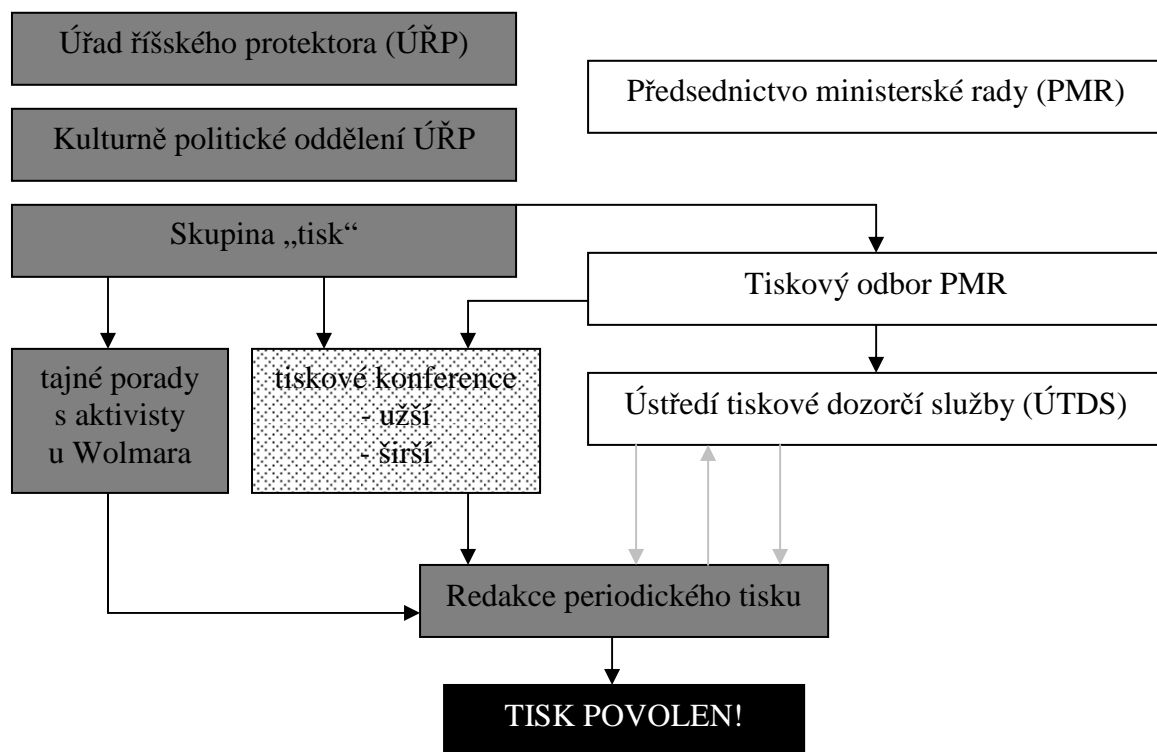 Úřad říšského protektora (ÚŘP)
Předsednictvo ministerské rady (PMR)
Kulturně politické oddělení ÚŘP
Skupina „tisk“
Tiskový odbor PMR
tajné porady
s aktivisty
u Wolmara
tiskové konference
- užší
- širší
Ústředí tiskové dozorčí služby (ÚTDS)
Redakce periodického tisku
TISK POVOLEN!